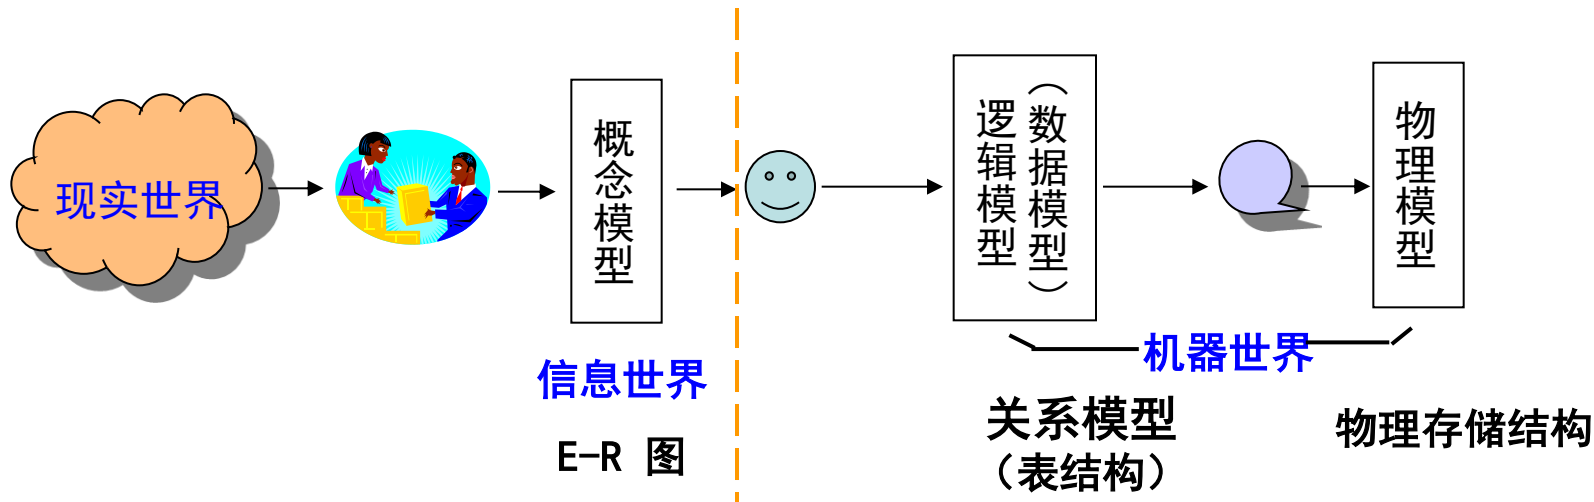 现实世界
概念模型
逻辑模型
（数据模型）
物理模型
信息世界
机器世界
E-R 图
关系模型
（表结构）
物理存储结构